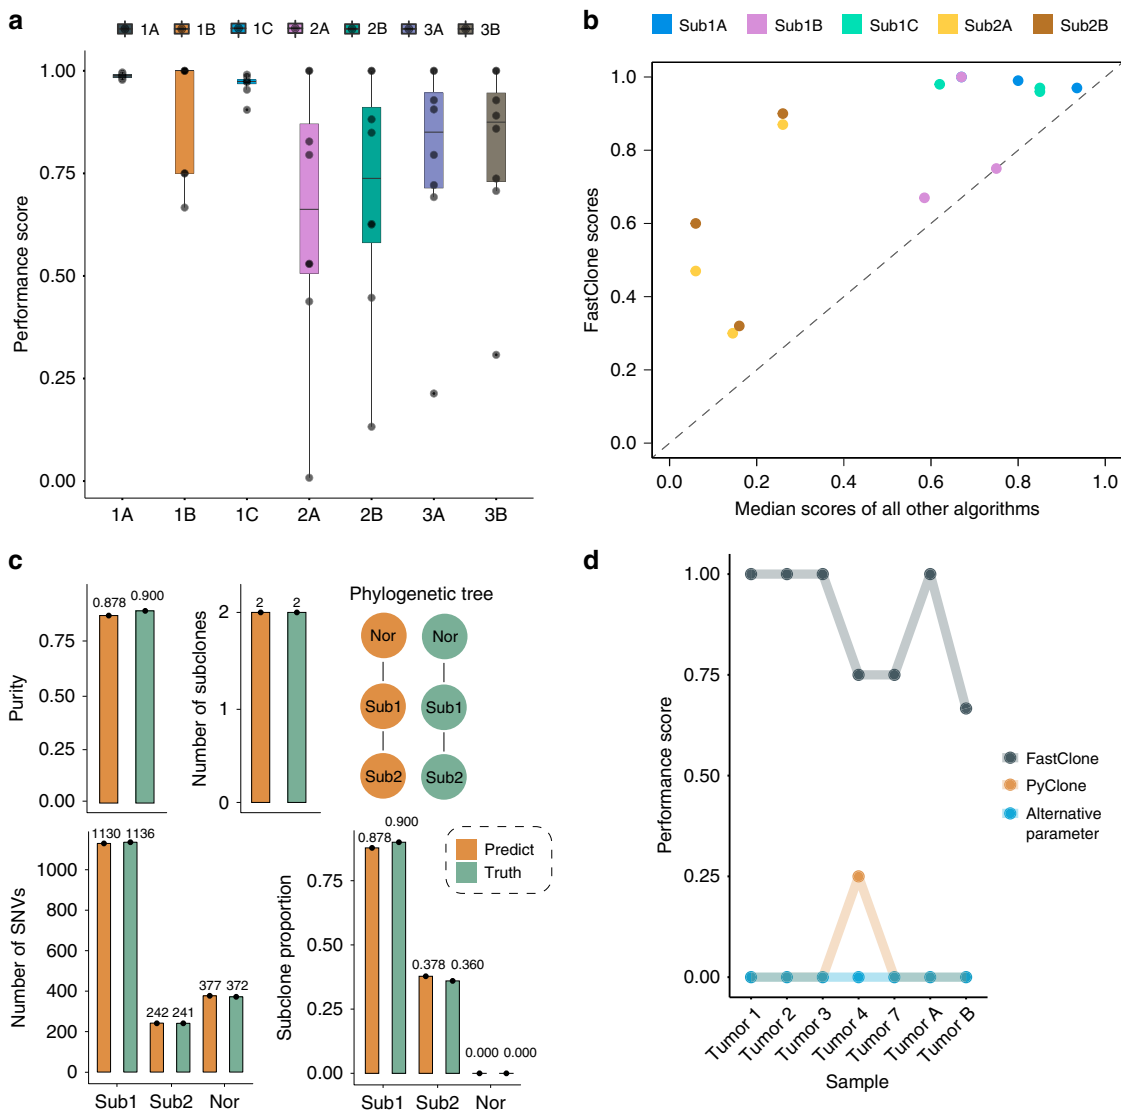 a
1A 1B 1C 2A 2B 3A 3B
Performance score
1.00
0.75
0.50
0.25
0.00
1A 1B 1C 2A 2B 3A 3B
b
Sub1A Sub1B Sub1C Sub2A Sub2B
FastClone scores
1.0
0.8
0.6
0.4
0.2
0.0
0.0 0.2 0.4 0.6 0.8 1.0
Median scores of all other algorithms
c
Purity
0.75
0.50
0.25
0.00
0.878 0.900
Number of subclones
2
1
0
2 2
Phylogenetic tree
Nor Nor
Sub1 Sub1
Sub2 Sub2
Number of SNVs
1000
800
600
400
200
0
1130 1136
242 241
377 372
Sub1 Sub2 Nor
Subclone proportion
0.75
0.50
0.25
0.00
0.878 0.900
0.378 0.360
0.000 0.000
Sub1 Sub2 Nor
Predict
Truth
d
Performance score
1.00
0.75
0.50
0.25
0.00
Tumor 1 Tumor 2 Tumor 3 Tumor 4 Tumor 7 Tumor A Tumor B
Sample
FastClone
PyClone
Alternative
parameter